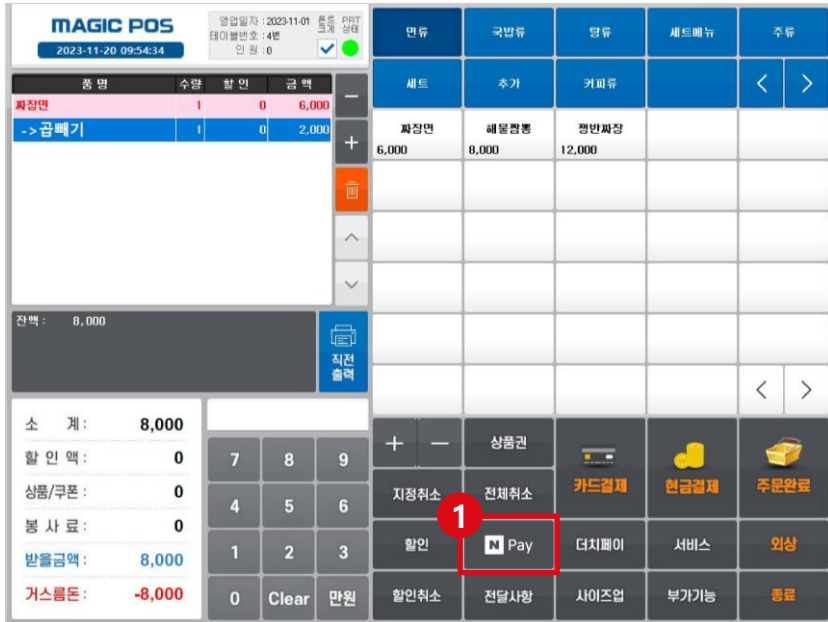 MAGIC POS
2023-11-20 09:54:34
영업일자 : 2023-11-01
테이블번호 : 4번
인 원 : 0
폰트 크게
PRT 상태
품 명 수량 할 인 금 액
짜장면 1 0 6,000
->곱빼기 1 0 2,000
잔액 : 8,000
직전
출력
소 계 : 8,000
할 인 액 : 0
상품/쿠폰 : 0
봉 사 료 : 0
받을금액 : 8,000
거스름돈 : -8,000
7 8 9
4 5 6
1 2 3
0 Clear 만원
면류 국밥류 탕류 세트메뉴 주류
세트 추가 커피류 < >
짜장면 해물짬뽕 쟁반짜장
6,000 8,000 12,000
< >
+ - 상품권
카드결제 현금결제 주문완료
지정취소 전체취소
1
할인 N Pay 더치페이 서비스 외상
할인취소 전달사항 사이즈업 부가기능 종료